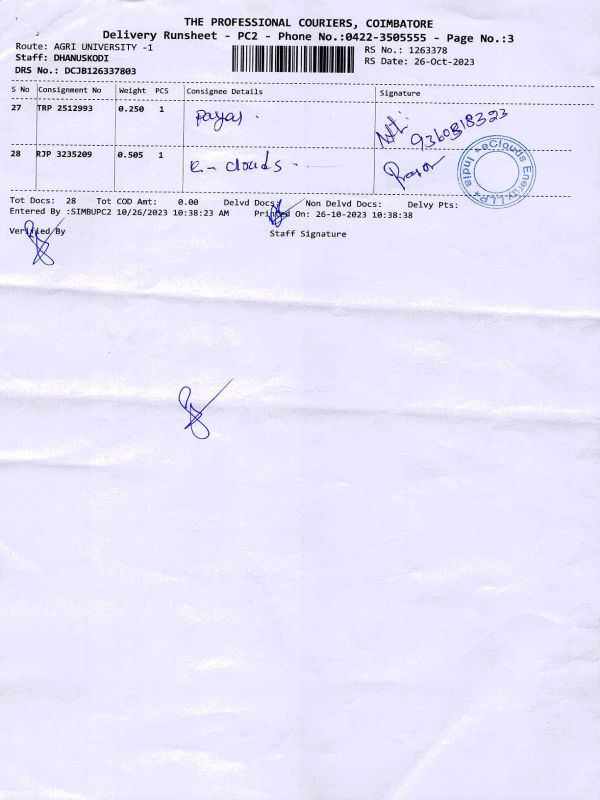 THE PROFESSIONAL COURIERS, COIMBATORE
Delivery Runsheet - PC2 - Phone No.:0422-3505555 - Page No.:3
Route: AGRI UNIVERSITY -1 RS No.: 1263378
Staff: DHANUSKODI RS Date: 26-Oct-2023
DRS No.: DCJB126337803
S No Consignment No Weight PCS Consignee Details Signature
27 TRP 2512993 0.250 1
9360818323
28 RJP 3235209 0.505 1 e-clouds
eClouds Energy LLP * India *
Tot Docs: 28 Tot COD Amt: 0.00 Delvd Docs: Non Delvd Docs: Delvy Pts:
Entered By :SIMBUPC2 10/26/2023 10:38:23 AM Printed On: 26-10-2023 10:38:38
Verified By Staff Signature